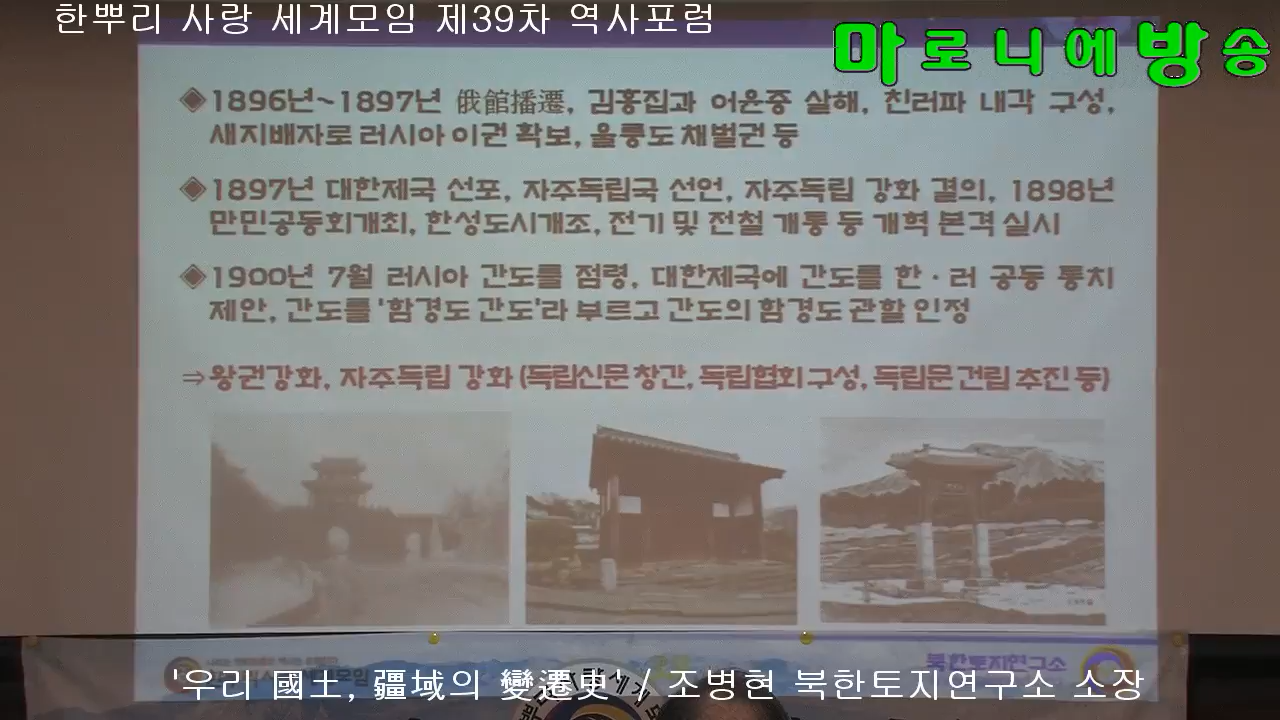 한뿌리 사랑 세계모임 제39차 역사포럼
마로니에방송
◈1896년~1897년 俄館播遷, 김홍집과 어윤중 살해, 친러파 내각 구성,
새지배자로 러시아 이권 확보, 울릉도 채벌권 등
◈1897년 대한제국 선포, 자주독립국 선언, 자주독립 강화 결의, 1898년
만민공동회개최, 한성도시개조, 전기 및 전철 개통 등 개혁 본격 실시
◈1900년 7월 러시아 간도를 점령, 대한제국에 간도를 한·러 공동 통치
제안, 간도를 '함경도 간도'라 부르고 간도의 함경도 관할 인정
⇒왕권강화, 자주독립 강화 (독립신문 창간, 독립협회 구성, 독립문 건립 추진 등)
북한토지연구소
'우리 國土, 疆域의 變遷史' / 조병현 북한토지연구소 소장